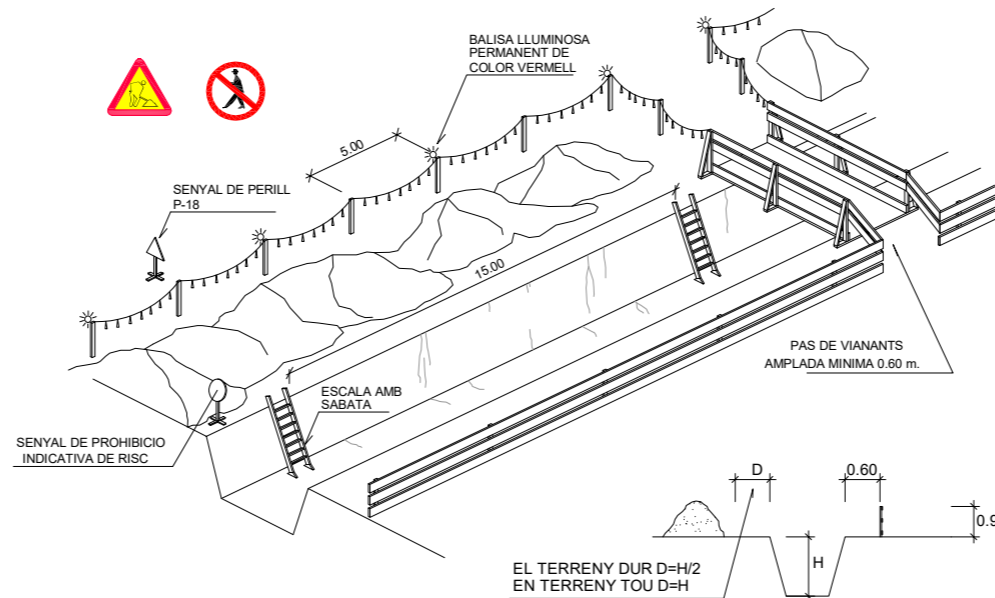 BALISA LLUMINOSA
PERMANENT DE
COLOR VERMELL
5.00
SENYAL DE PERILL
P-18
15.00
PAS DE VIANANTS
AMPLADA MINIMA 0.60 m.
ESCALA AMB
SABATA
SENYAL DE PROHIBICIO
INDICATIVA DE RISC
D
0.60
0.9
H
EL TERRENY DUR D=H/2
EN TERRENY TOU D=H